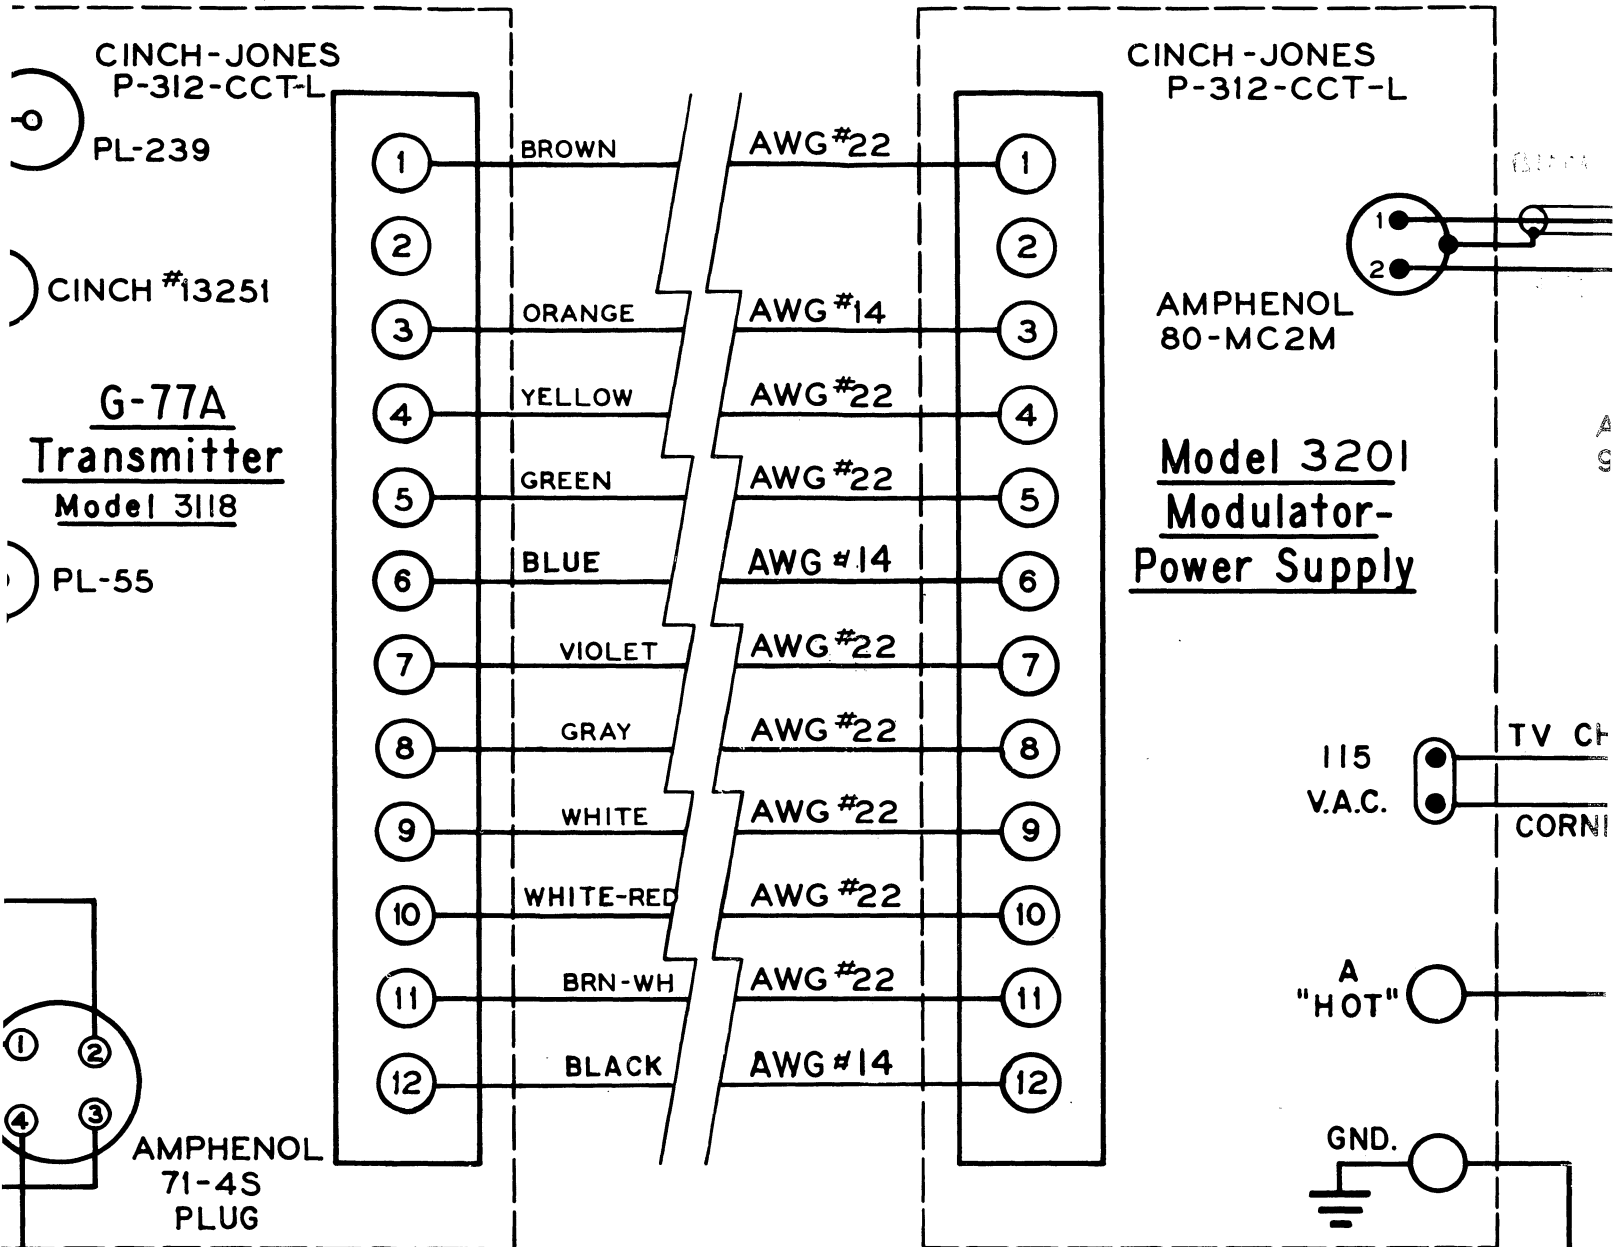 CINCH-JONES
P-312-CCT-L
PL-239
CINCH #13251
G-77A
Transmitter
Model 3118
PL-55
1
2
4
3
AMPHENOL
71-4S
PLUG
1 BROWN AWG #22 1
2 2
3 ORANGE AWG #14 3
4 YELLOW AWG #22 4
5 GREEN AWG #22 5
6 BLUE AWG #14 6
7 VIOLET AWG #22 7
8 GRAY AWG #22 8
9 WHITE AWG #22 9
10 WHITE-RED AWG #22 10
11 BRN-WH AWG #22 11
12 BLACK AWG #14 12
CINCH-JONES
P-312-CCT-L
1
2
AMPHENOL
80-MC2M
Model 3201
Modulator-
Power Supply
115
V.A.C.
TV CH
CORNI
A
"HOT"
GND.